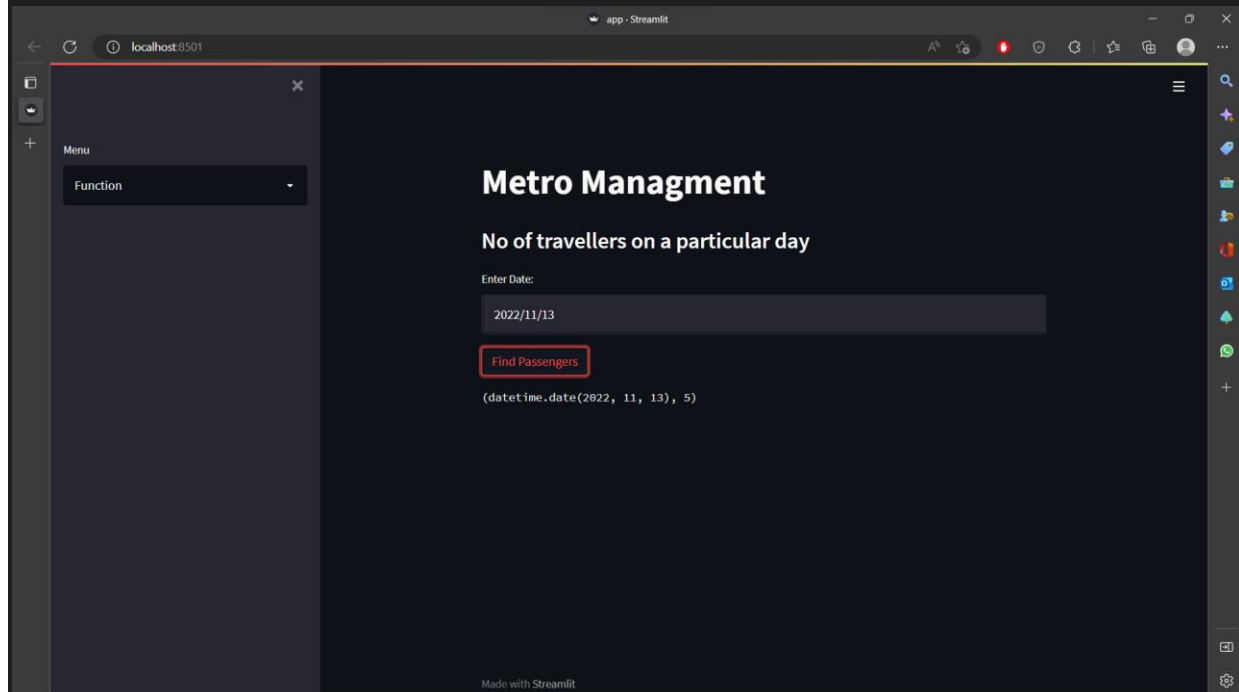 app · Streamlit
localhost:8501
Menu
Function
Metro Managment
No of travellers on a particular day
Enter Date:
2022/11/13
Find Passengers
(datetime.date(2022, 11, 13), 5)
Made with Streamlit